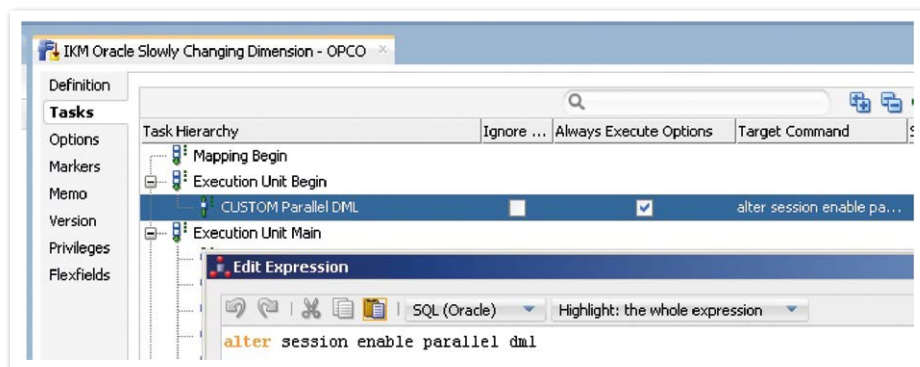 IKM Oracle Slowly Changing Dimension - OPCO
Definition
Tasks
Options
Markers
Memo
Version
Privileges
Flexfields
Task Hierarchy Ignore ... Always Execute Options Target Command
Mapping Begin
Execution Unit Begin
CUSTOM Parallel DML alter session enable pa...
Execution Unit Main
Edit Expression
SQL (Oracle) Highlight: the whole expression
alter session enable parallel dml